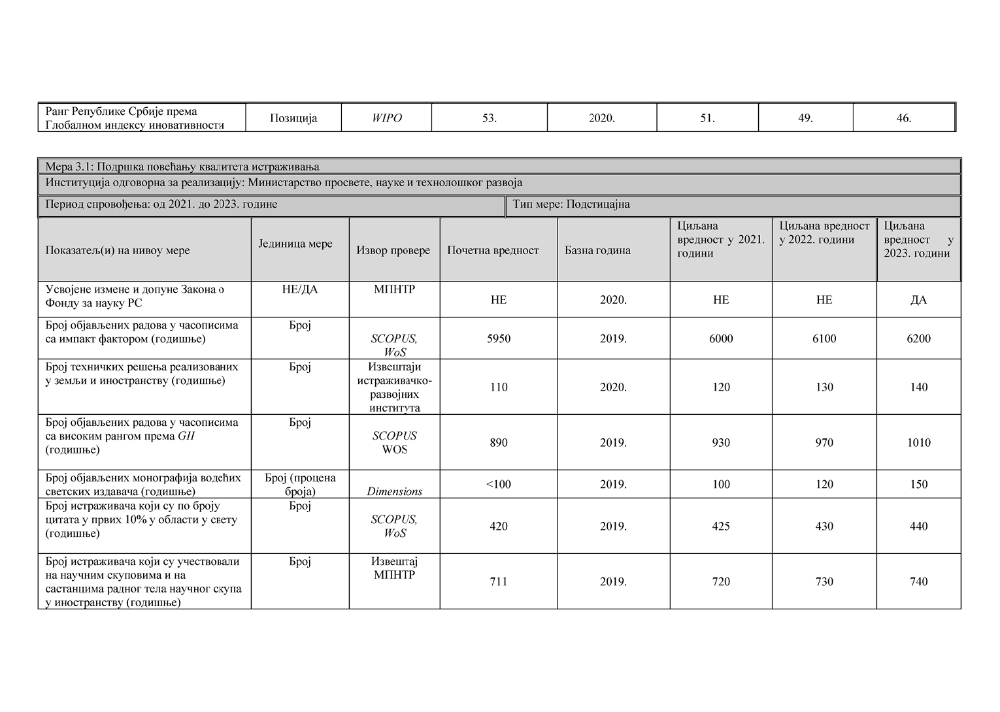 Ранг Републике Србије према
Глобалном индексу иновативности
Позиција
WIPO
53.
2020.
51.
49.
46.
Мера 3.1: Подршка повећању квалитета истраживања
Институција одговорна за реализацију: Министарство просвете, науке и технолошког развоја
Период спровођења: од 2021. до 2023. године
Тип мере: Подстицајна
Показатељ(и) на нивоу мере
Јединица мере
Извор провере
Почетна вредност
Базна година
Циљана
вредност у 2021.
години
Циљана вредност
у 2022. години
Циљана
вредност у
2023. години
Усвојене измене и допуне Закона о
Фонду за науку РС
НЕ/ДА
МПНТР
НЕ
2020.
НЕ
НЕ
ДА
Број објављених радова у часописима
са импакт фактором (годишње)
Број
SCOPUS,
WoS
5950
2019.
6000
6100
6200
Број техничких решења реализованих
у земљи и иностранству (годишње)
Број
Извештаји
истраживачко-
развојних
института
110
2020.
120
130
140
Број објављених радова у часописима
са високим рангом према GII
(годишње)
Број
SCOPUS
WOS
890
2019.
930
970
1010
Број објављених монографија водећих
светских издавача (годишње)
Број (процена
броја)
Dimensions
<100
2019.
100
120
150
Број истраживача који су по броју
цитата у првих 10% у области у свету
(годишње)
Број
SCOPUS,
WoS
420
2019.
425
430
440
Број истраживача који су учествовали
на научним скуповима и на
састанцима радног тела научног скупа
у иностранству (годишње)
Број
Извештај
МПНТР
711
2019.
720
730
740